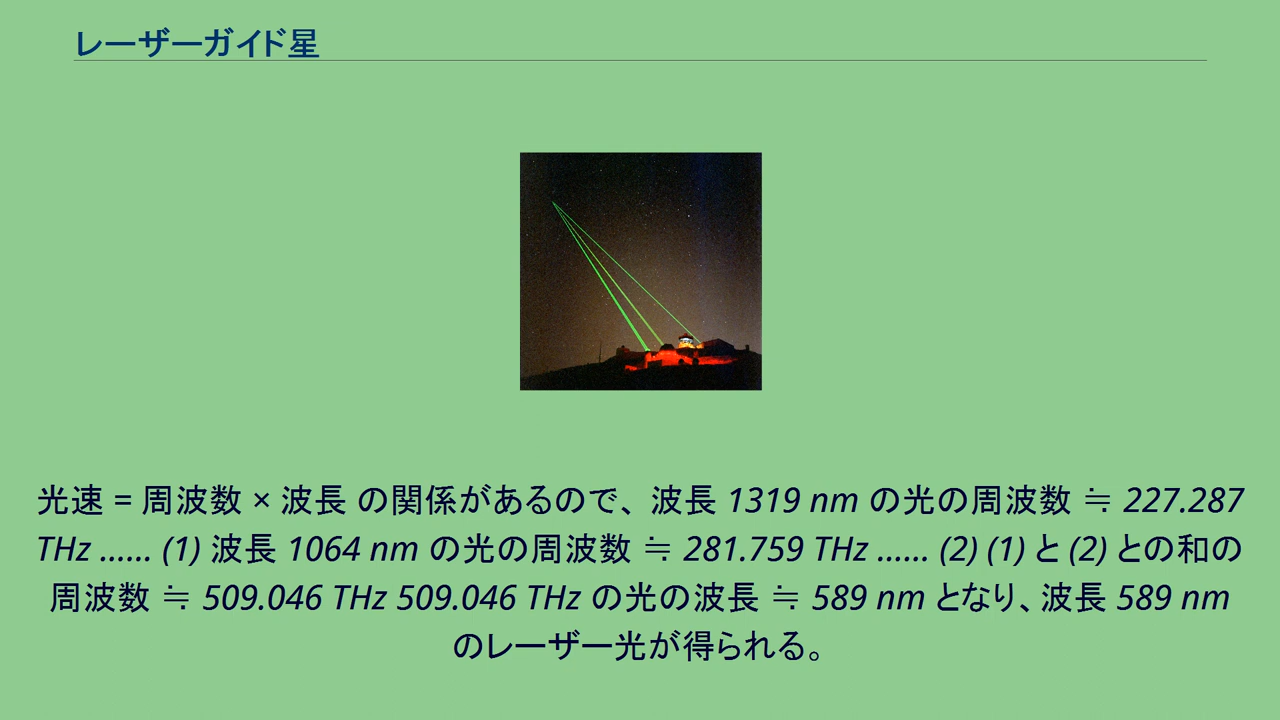 レーザーガイド星
光速 = 周波数 × 波長 の関係があるので、波長 1319 nm の光の周波数 ≒ 227.287
THz …… (1) 波長 1064 nm の光の周波数 ≒ 281.759 THz …… (2) (1) と (2) との和の
周波数 ≒ 509.046 THz 509.046 THz の光の波長 ≒ 589 nm となり、波長 589 nm
のレーザー光が得られる。